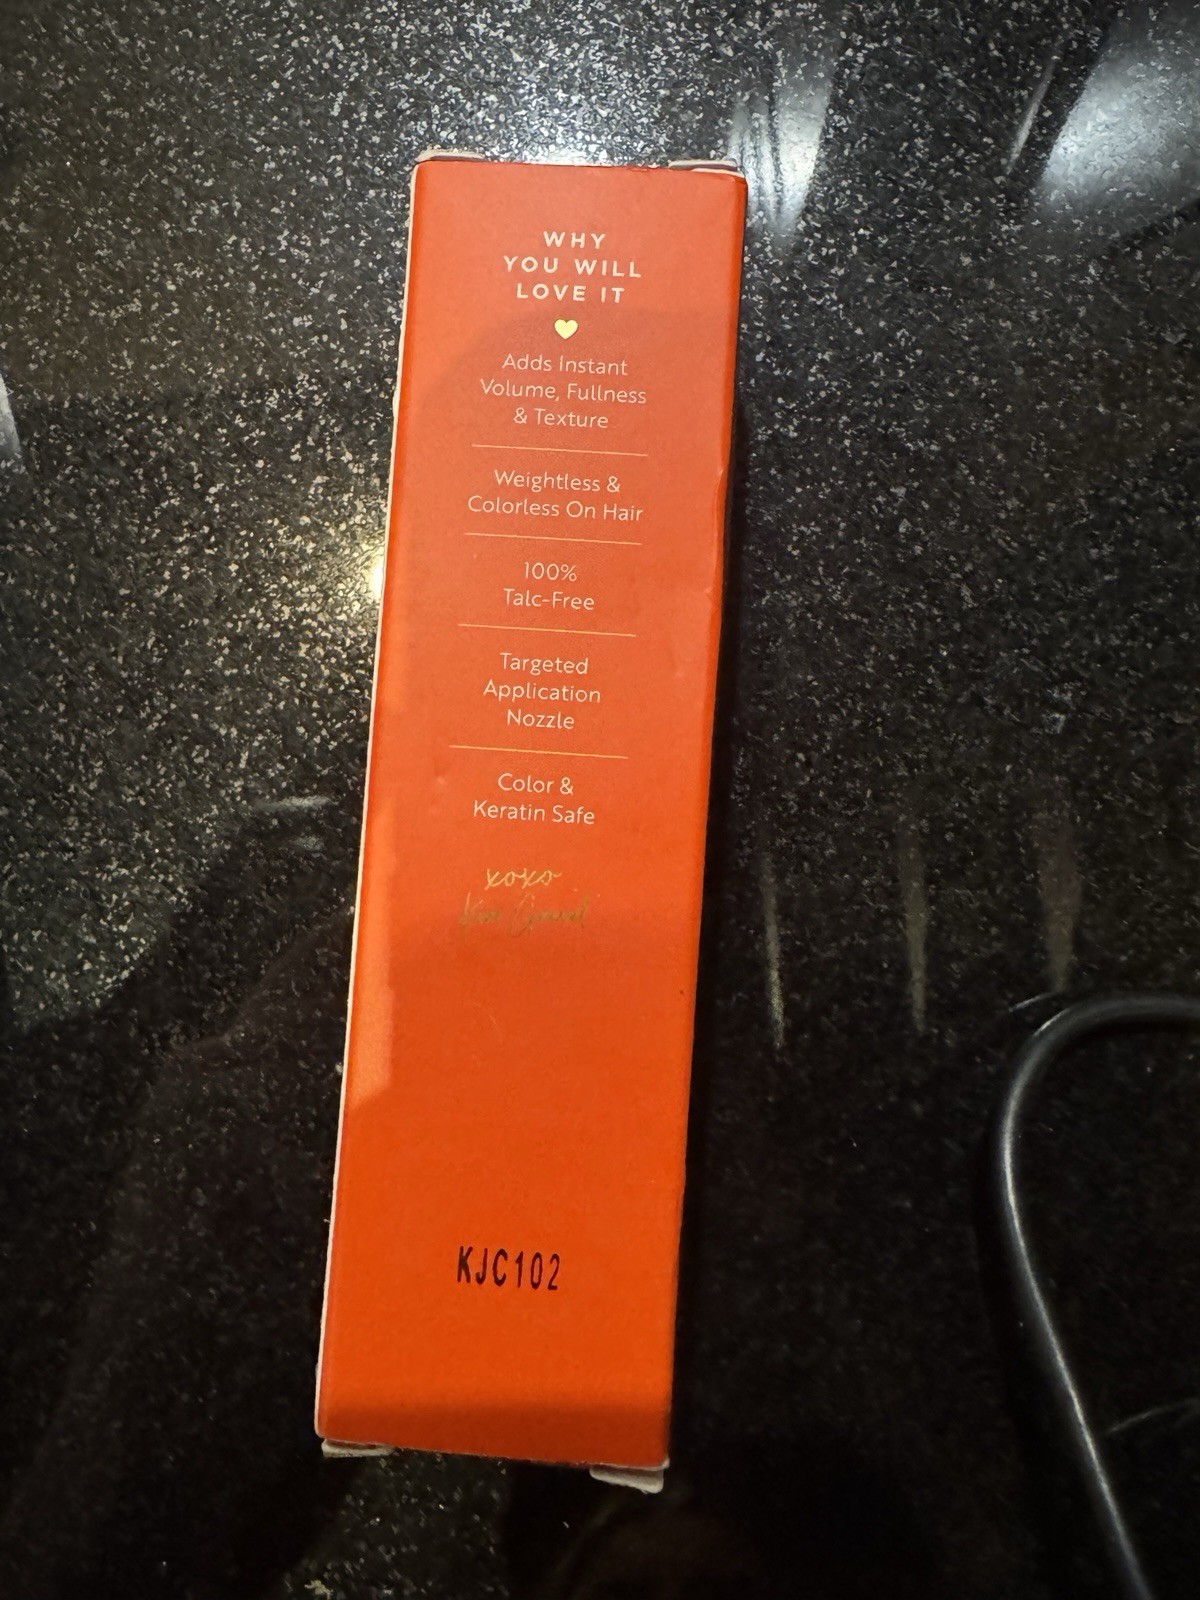 WHY
YOU WILL
LOVE IT
Adds Instant
Volume, Fullness
& Texture
Weightless &
Colorless On Hair
100%
Talc-Free
Targeted
Application
Nozzle
Color &
Keratin Safe
xoxo
KJC102